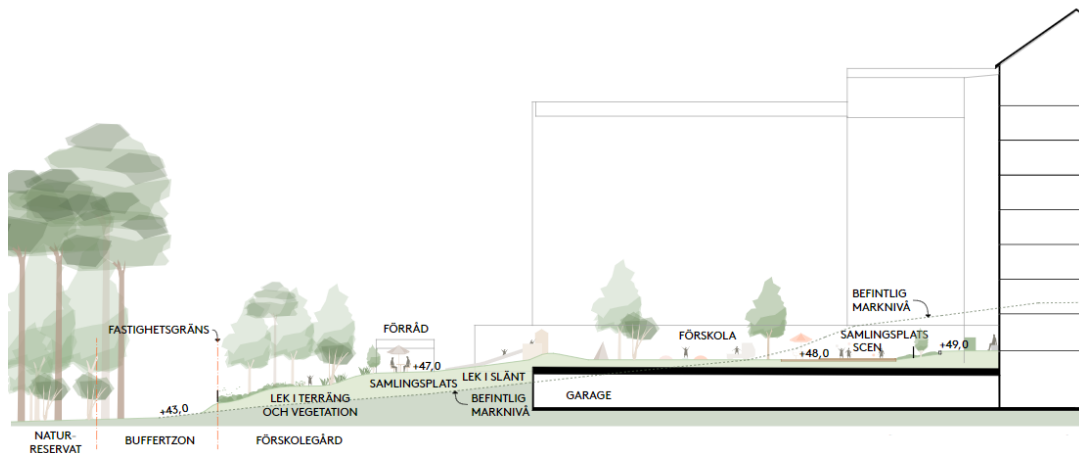 BEFINTLIG
MARKNIVÅ
FASTIGHETSGRÄNS
FÖRRÅD
FÖRSKOLA
SAMLINGSPLATS
SCEN
+49,0
+48,0
+47,0
LEK I SLÄNT
SAMLINGSPLATS
LEK I TERRÄNG
OCH VEGETATION
BEFINTLIG
MARKNIVÅ
GARAGE
+43,0
NATUR-
RESERVAT
BUFFERTZON
FÖRSKOLEGÅRD